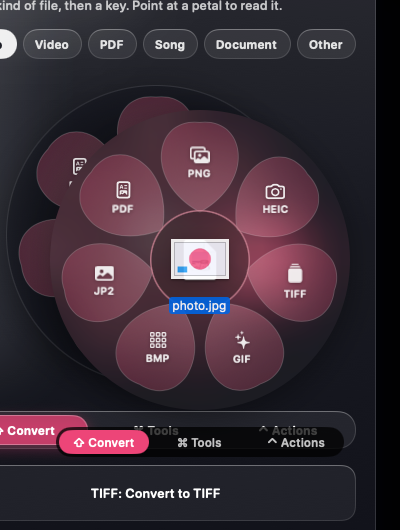 kind of file, then a key. Point at a petal to read it.
Video
PDF
Song
Document
Other
PNG
PDF
HEIC
JP2
TIFF
photo.jpg
BMP
GIF
Convert
Tools
Actions
Convert
⌘ Tools
^ Actions
TIFF: Convert to TIFF